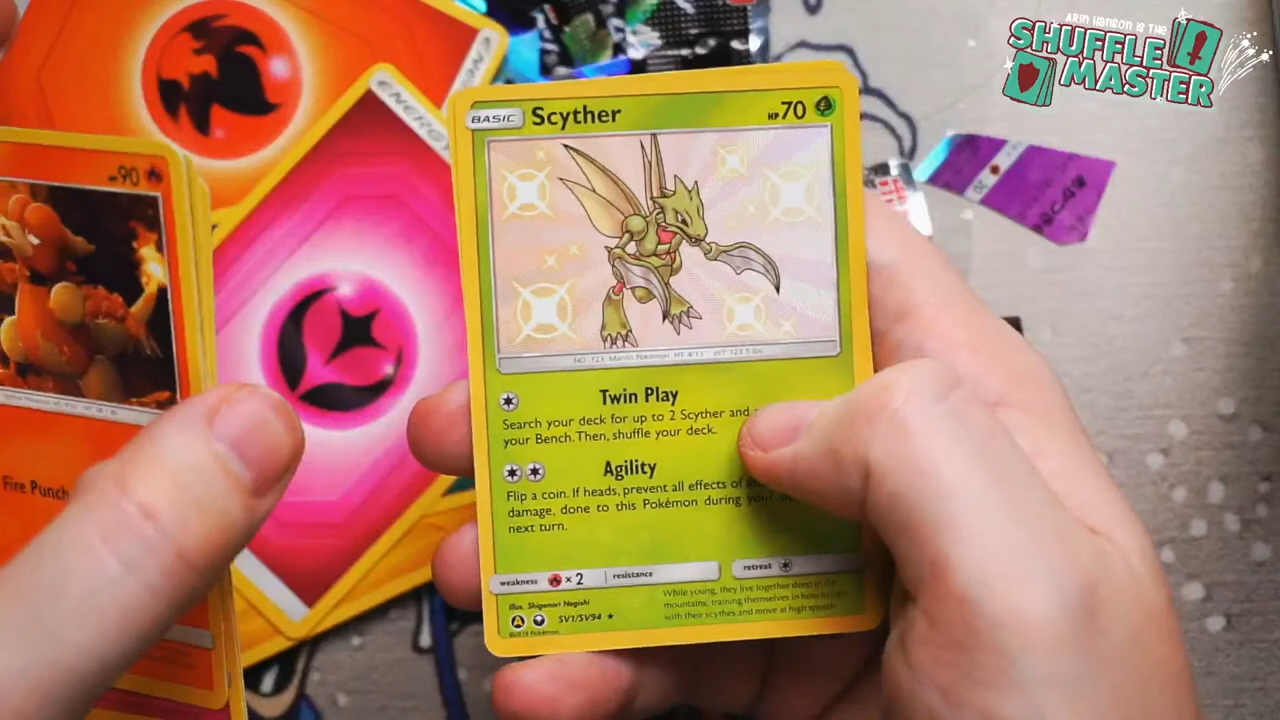 ARIN HANSON IS THE
SHUFFLE
MASTER
ENERGY
ENERGY
BASIC Scyther HP70
NO. 123 Mantis Pokémon HT: 4'11" WT: 123.5 lbs
Twin Play
Search your deck for up to 2 Scyther and
your Bench. Then, shuffle your deck.
Agility
Flip a coin. If heads, prevent all effects of
damage, done to this Pokémon during your
next turn.
weakness ×2 resistance retreat
Illus. Shigenori Negishi
A SV1/SV94 ★
©2019 Pokémon
While young, they live together deep in the
mountains, training themselves in how to
with their scythes and move at high speeds.
90
Fire Punch